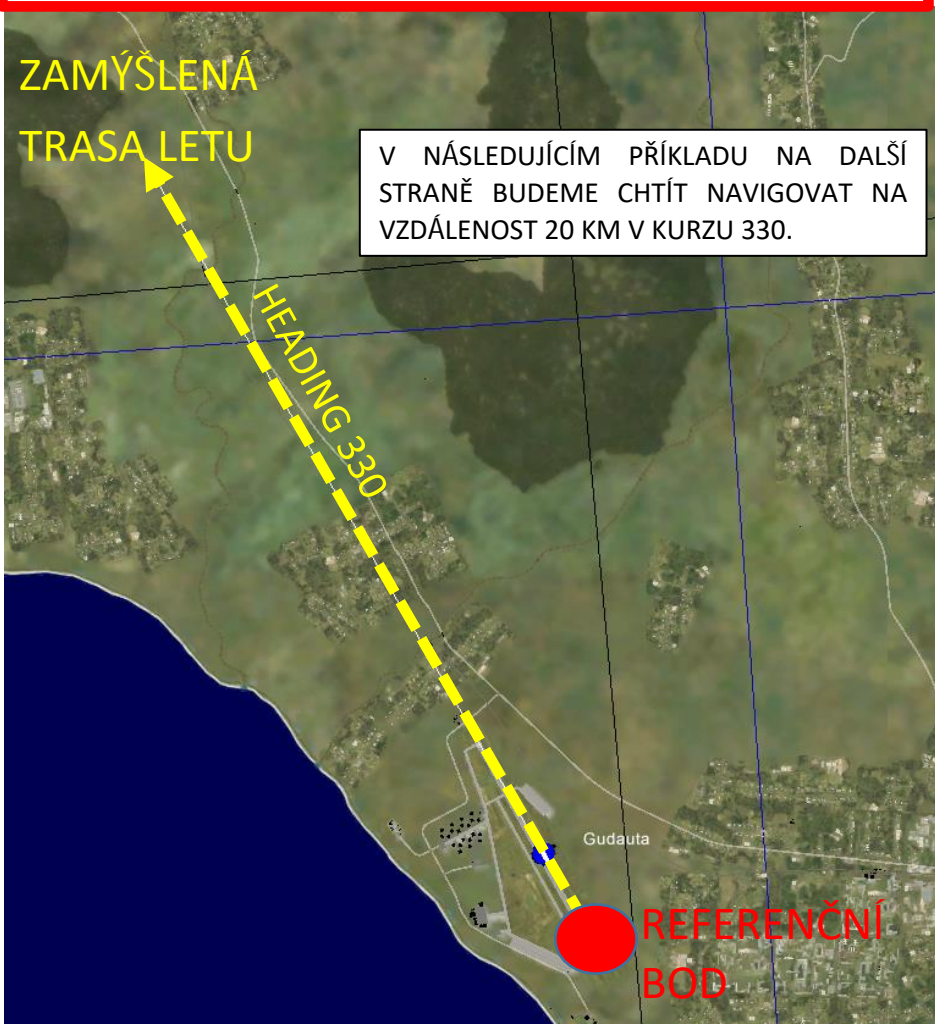 ZAMÝŠLENÁ
TRASA LETU
V NÁSLEDUJÍCÍM PŘÍKLADU NA DALŠÍ
STRANĚ BUDEME CHTÍT NAVIGOVAT NA
VZDÁLENOST 20 KM V KURZU 330.
HEADING 330
Gudauta
REFERENČNÍ
BOD